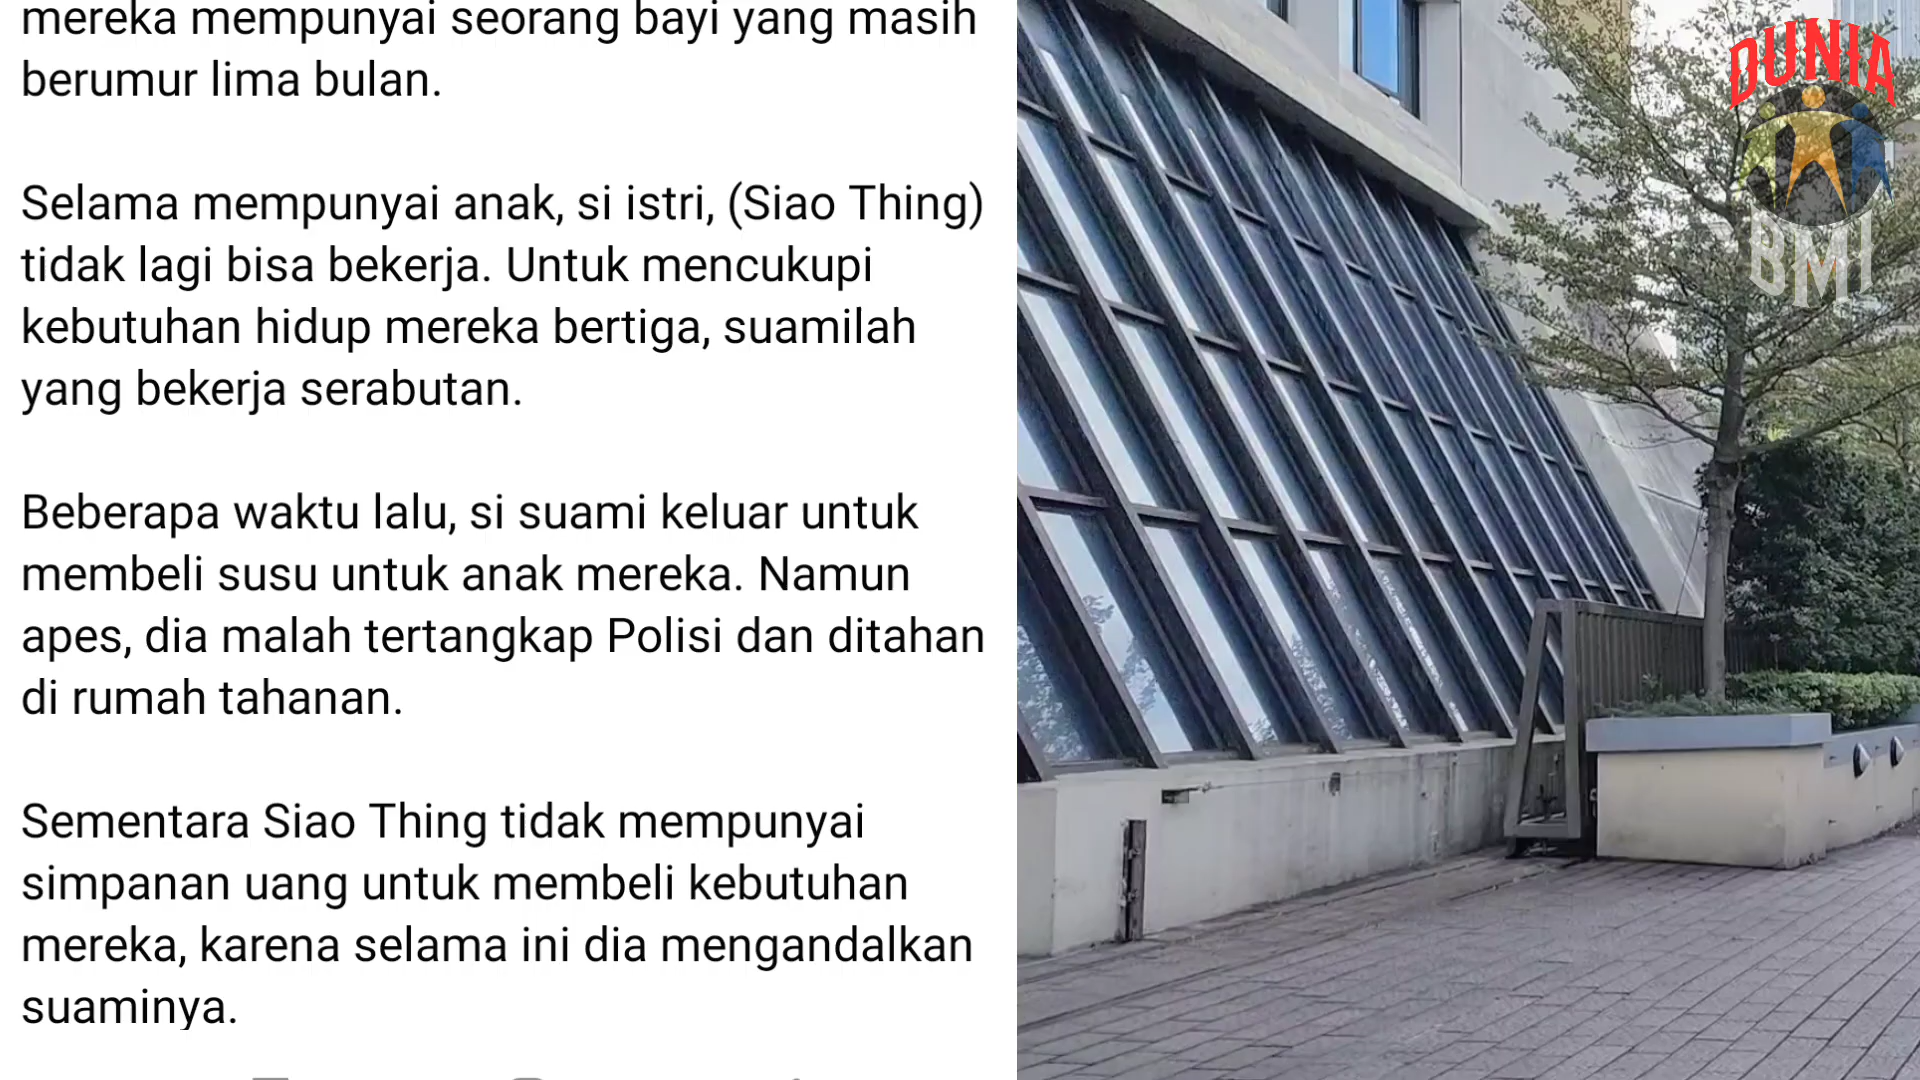 mereka mempunyai seorang bayi yang masih
berumur lima bulan.
Selama mempunyai anak, si istri, (Siao Thing)
tidak lagi bisa bekerja. Untuk mencukupi
kebutuhan hidup mereka bertiga, suamilah
yang bekerja serabutan.
Beberapa waktu lalu, si suami keluar untuk
membeli susu untuk anak mereka. Namun
apes, dia malah tertangkap Polisi dan ditahan
di rumah tahanan.
Sementara Siao Thing tidak mempunyai
simpanan uang untuk membeli kebutuhan
mereka, karena selama ini dia mengandalkan
suaminya.
DUNIA
BMI